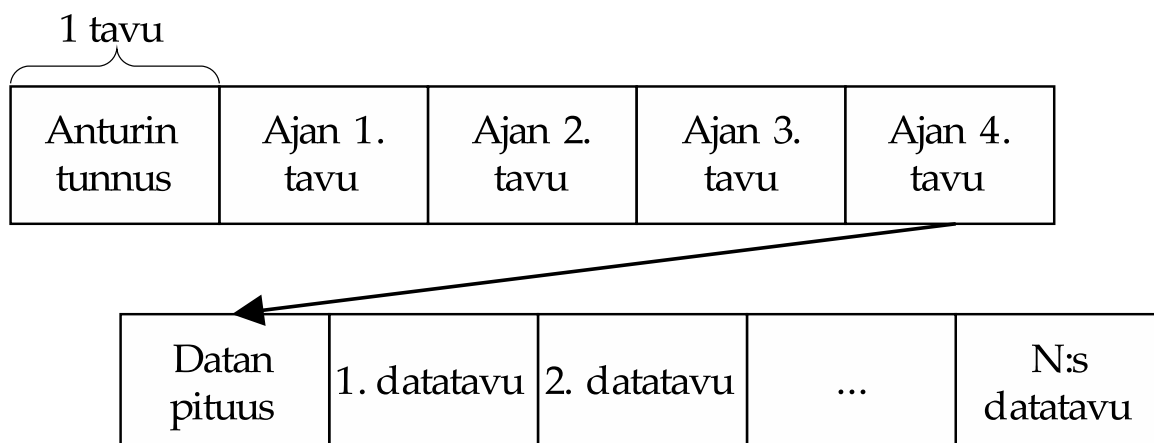 1 tavu
Anturin
tunnus
Ajan 1.
tavu
Ajan 2.
tavu
Ajan 3.
tavu
Ajan 4.
tavu
Datan
pituus
1. datatavu
2. datatavu
...
N:s
datatavu